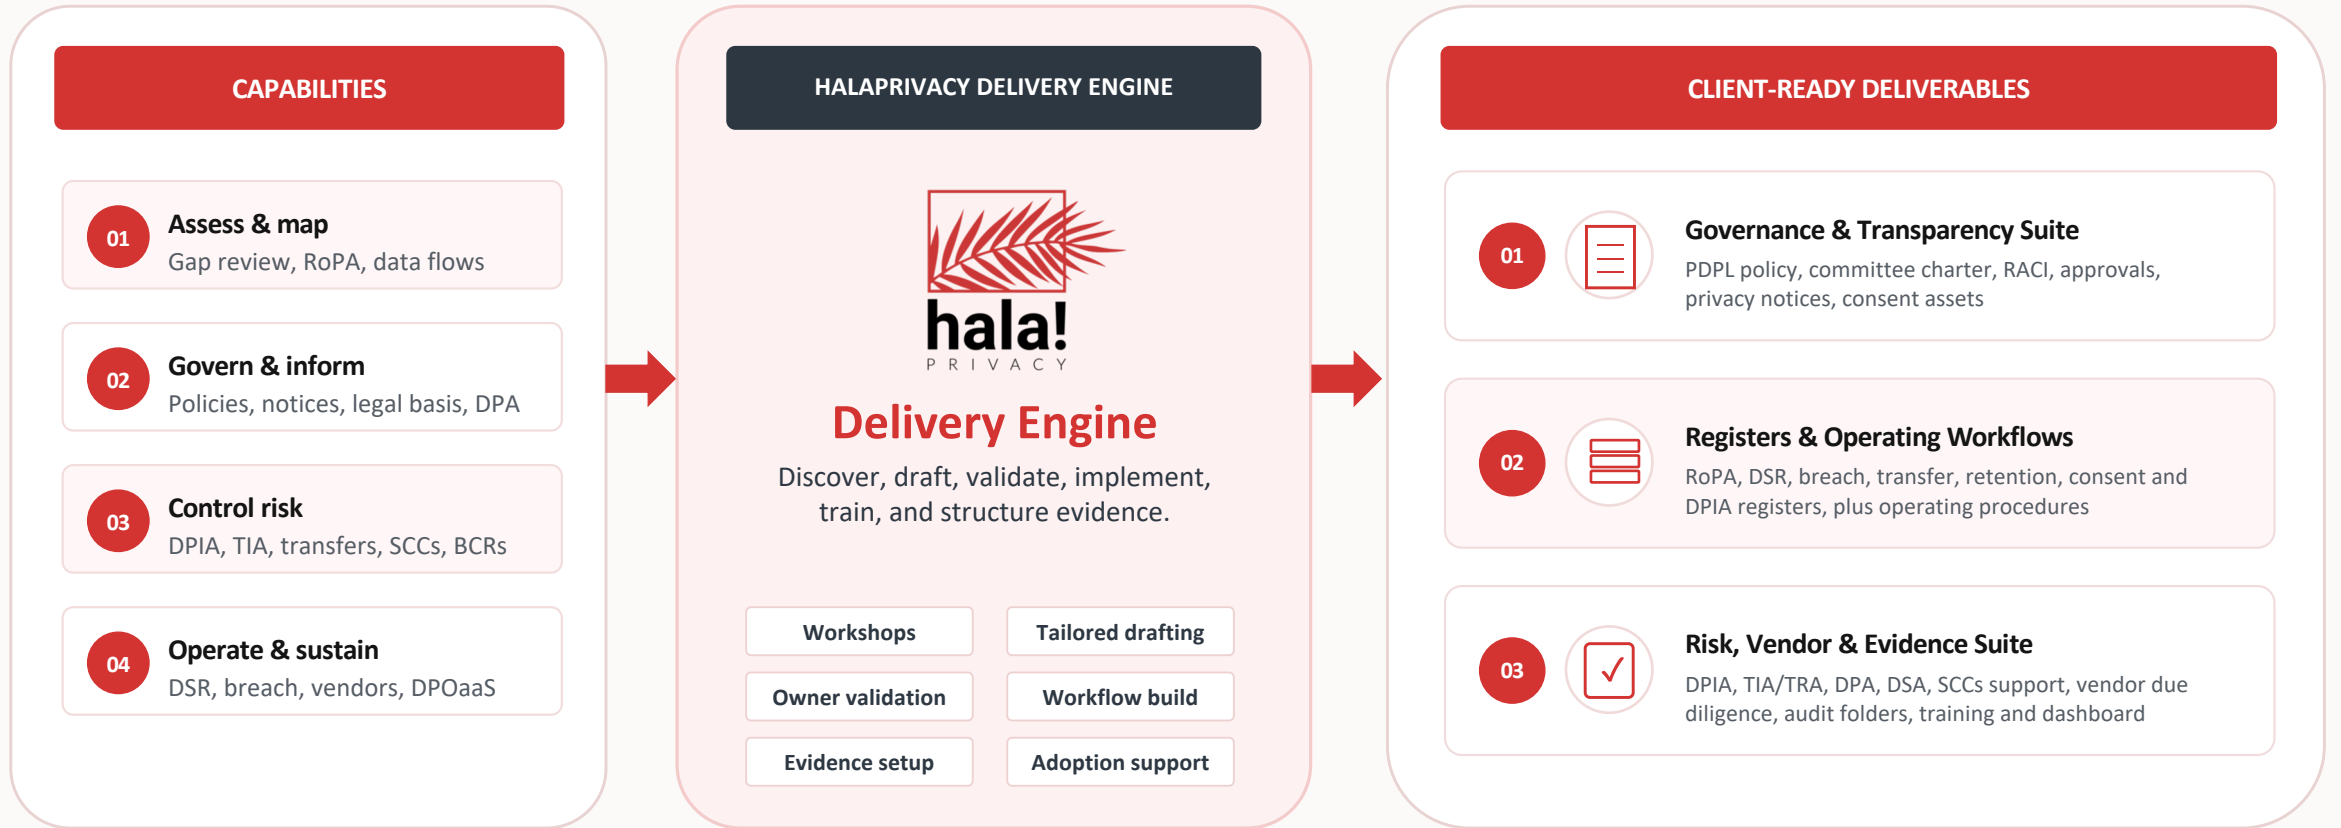 CAPABILITIES
01
Assess & map
Gap review, RoPA, data flows
02
Govern & inform
Policies, notices, legal basis, DPA
03
Control risk
DPIA, TIA, transfers, SCCs, BCRs
04
Operate & sustain
DSR, breach, vendors, DPOaaS
HALAPRIVACY DELIVERY ENGINE
hala!
PRIVACY
Delivery Engine
Discover, draft, validate, implement,
train, and structure evidence.
Workshops
Tailored drafting
Owner validation
Workflow build
Evidence setup
Adoption support
CLIENT-READY DELIVERABLES
01
Governance & Transparency Suite
PDPL policy, committee charter, RACI, approvals,
privacy notices, consent assets
02
Registers & Operating Workflows
RoPA, DSR, breach, transfer, retention, consent and
DPIA registers, plus operating procedures
03
Risk, Vendor & Evidence Suite
DPIA, TIA/TRA, DPA, DSA, SCCs support, vendor due
diligence, audit folders, training and dashboard